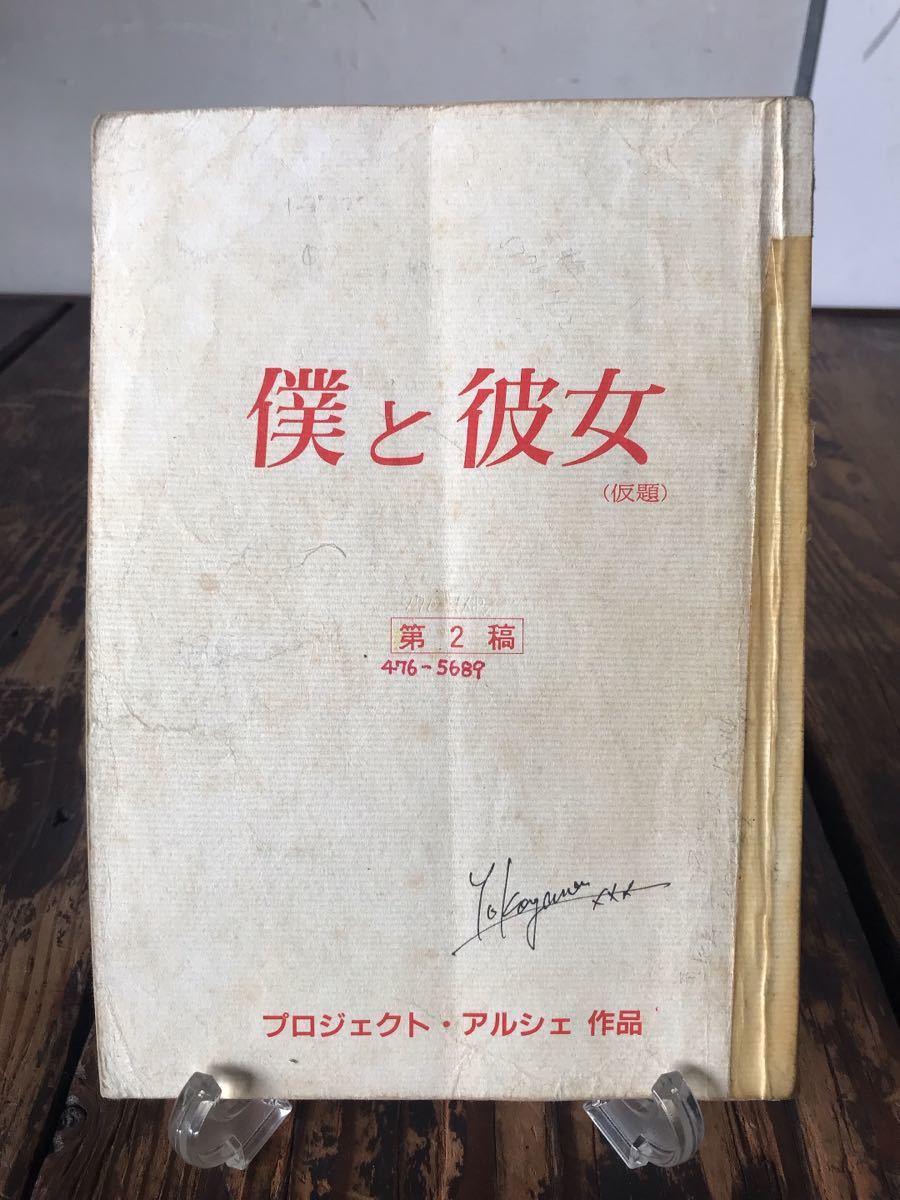 僕と彼女
(仮題)
第2稿
476-5689
Yokoyama xxx
プロジェクト・アルシェ 作品